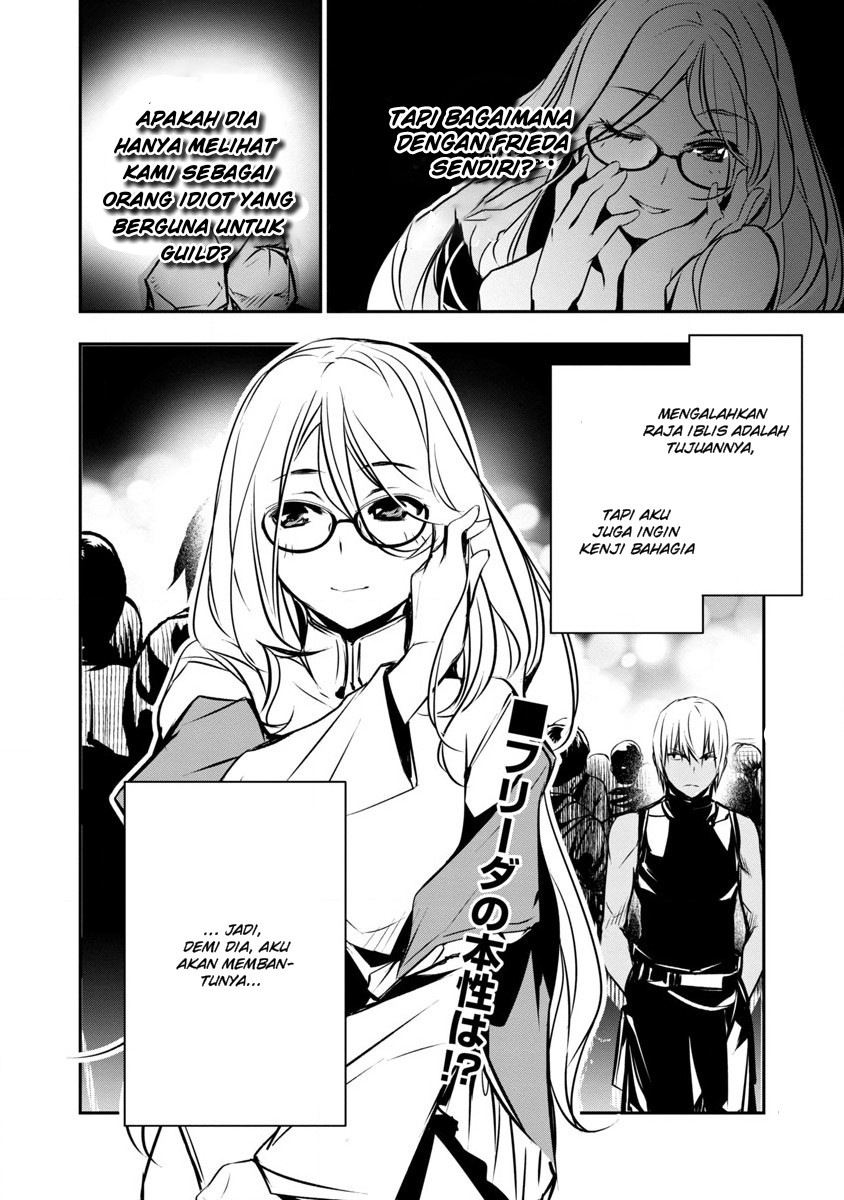 TAPI BAGAIMANA
DENGAN FRIEDA
SENDIRI?
APAKAH DIA
HANYA MELIHAT
KAMI SEBAGAI
ORANG IDIOT YANG
BERGUNA UNTUK
GUILD?
MENGALAHKAN
RAJA IBLIS ADALAH
TUJUANNYA,
TAPI AKU
JUGA INGIN
KENJI BAHAGIA
■フリーダの本性は!?
... JADI,
DEMI DIA, AKU
AKAN MEMBAN-
TUNYA...